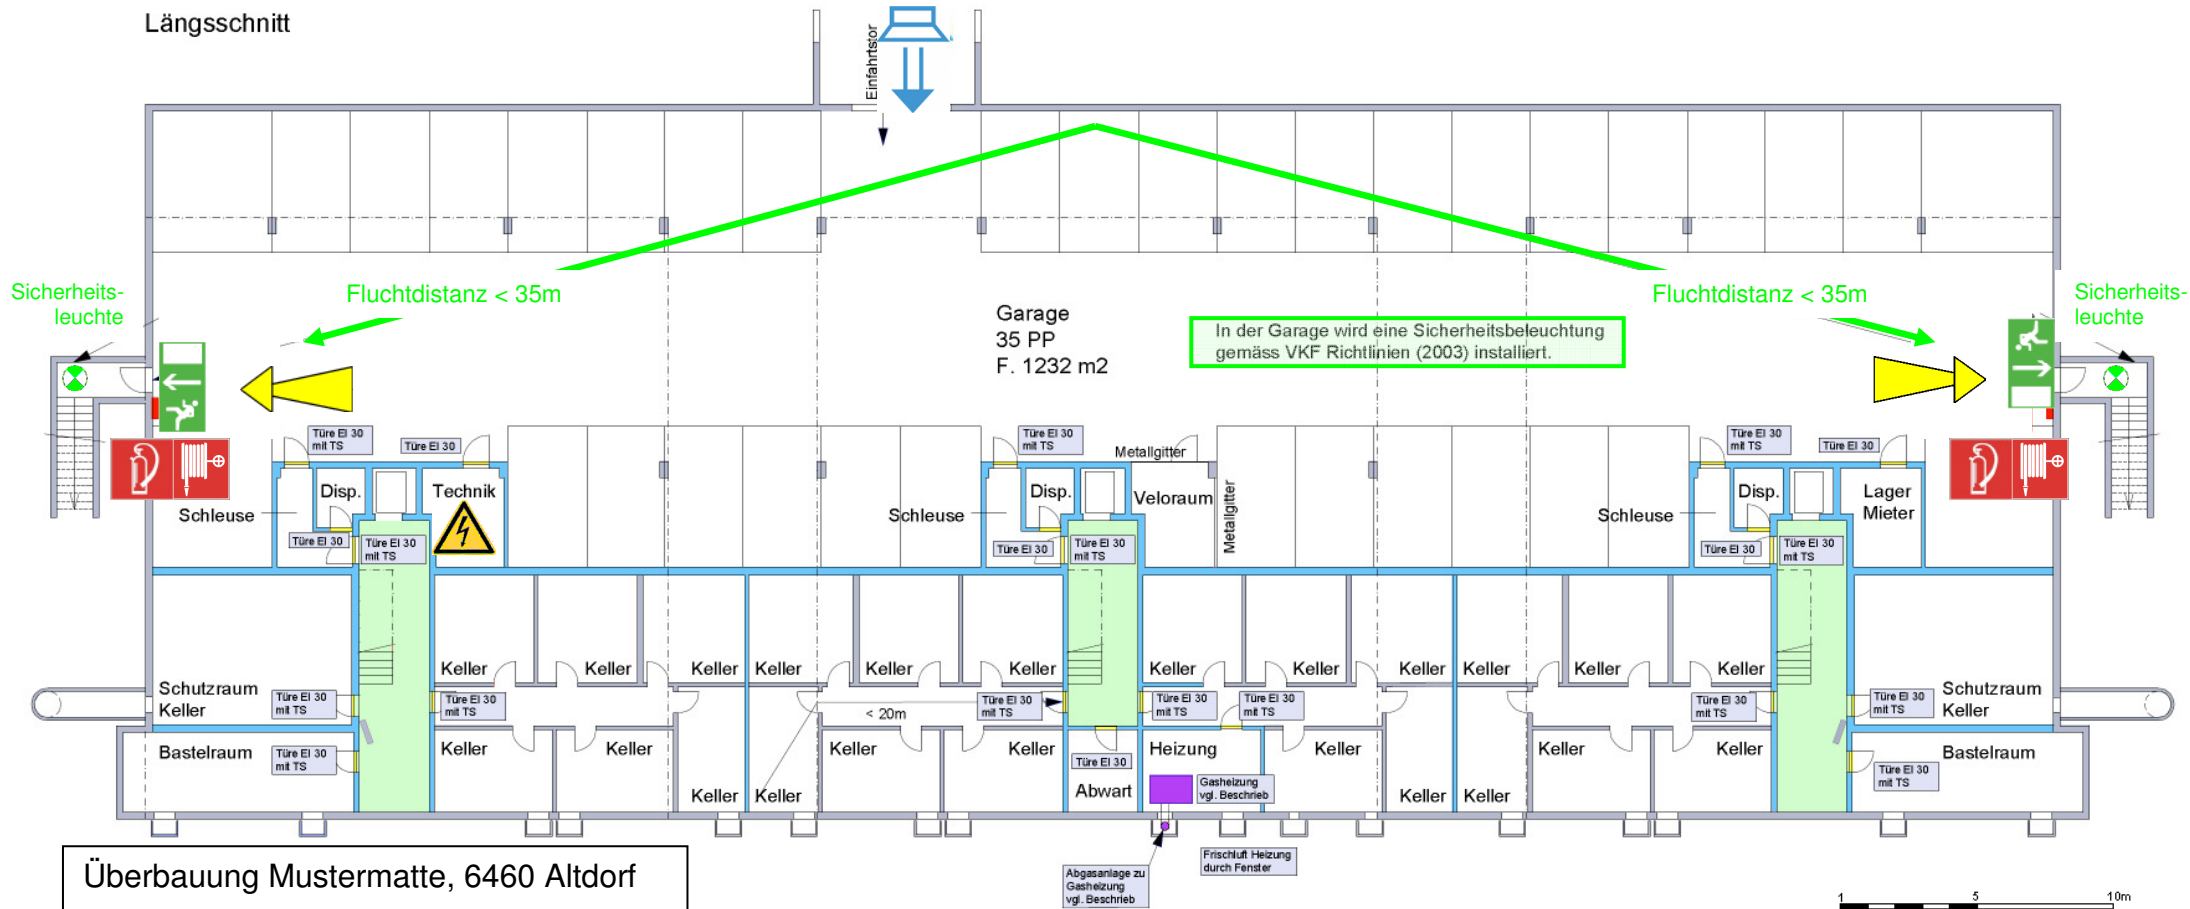 Längsschnitt
Einfahrtstor
Sicherheits-
leuchte
Fluchtdistanz < 35m
Fluchtdistanz < 35m
Sicherheits-
leuchte
Garage
35 PP
F. 1232 m2
In der Garage wird eine Sicherheitsbeleuchtung
gemäss VKF Richtlinien (2003) installiert.
Türe EI 30
mit TS
Türe EI 30
Türe EI 30
mit TS
Metallgitter
Türe EI 30
mit TS
Türe EI 30
Disp.
Technik
Schleuse
Disp.
Veloraum
Schleuse
Metallgitter
Disp.
Lager
Mieter
Schleuse
Türe EI 30
Türe EI 30
mit TS
Türe EI 30
Türe EI 30
mit TS
Türe EI 30
Türe EI 30
mit TS
Keller
Keller
Keller
Keller
Keller
Keller
Keller
Keller
Keller
Keller
Keller
Keller
Schutzraum
Keller
Türe EI 30
mit TS
Türe EI 30
mit TS
< 20m
Türe EI 30
mit TS
Türe EI 30
mit TS
Türe EI 30
mit TS
Türe EI 30
mit TS
Türe EI 30
mit TS
Schutzraum
Keller
Bastelraum
Türe EI 30
mit TS
Keller
Keller
Keller
Keller
Türe EI 30
Heizung
Keller
Keller
Keller
Türe EI 30
mit TS
Bastelraum
Keller
Keller
Abwart
Gasheizung
vgl. Beschrieb
Keller
Keller
Frischluft Heizung
durch Fenster
Abgasanlage zu
Gasheizung
vgl. Beschrieb
Überbauung Mustermatte, 6460 Altdorf
1 5 10m